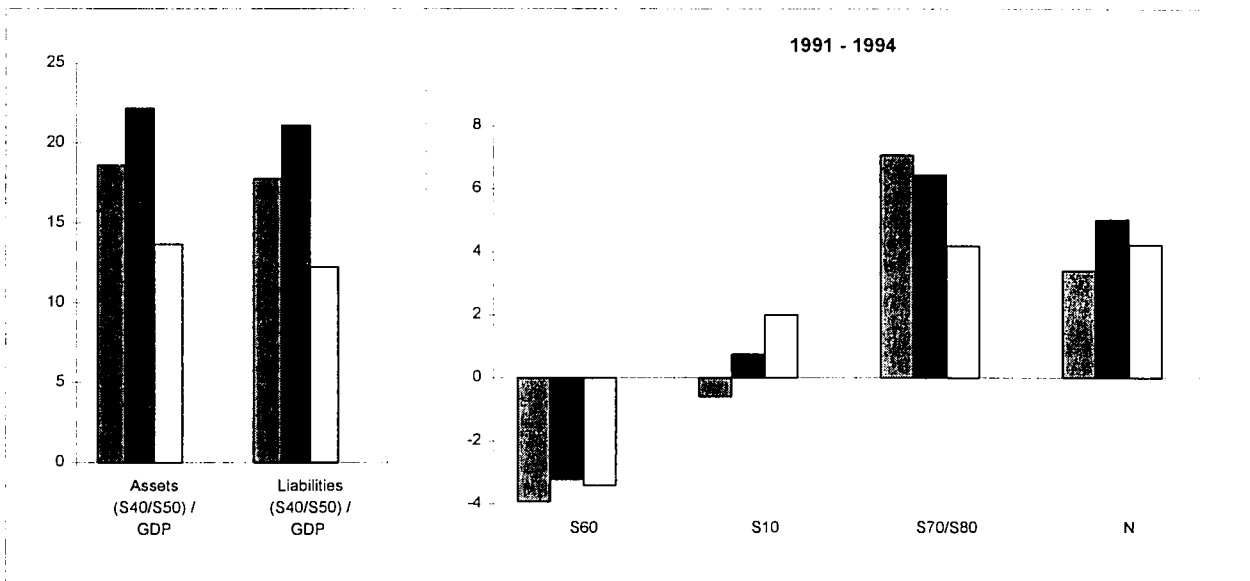 1991 - 1994
25
20
15
10
5
0
Assets
(S40/S50) /
GDP
Liabilities
(S40/S50) /
GDP
8
6
4
2
0
-2
-4
S60
S10
S70/S80
N